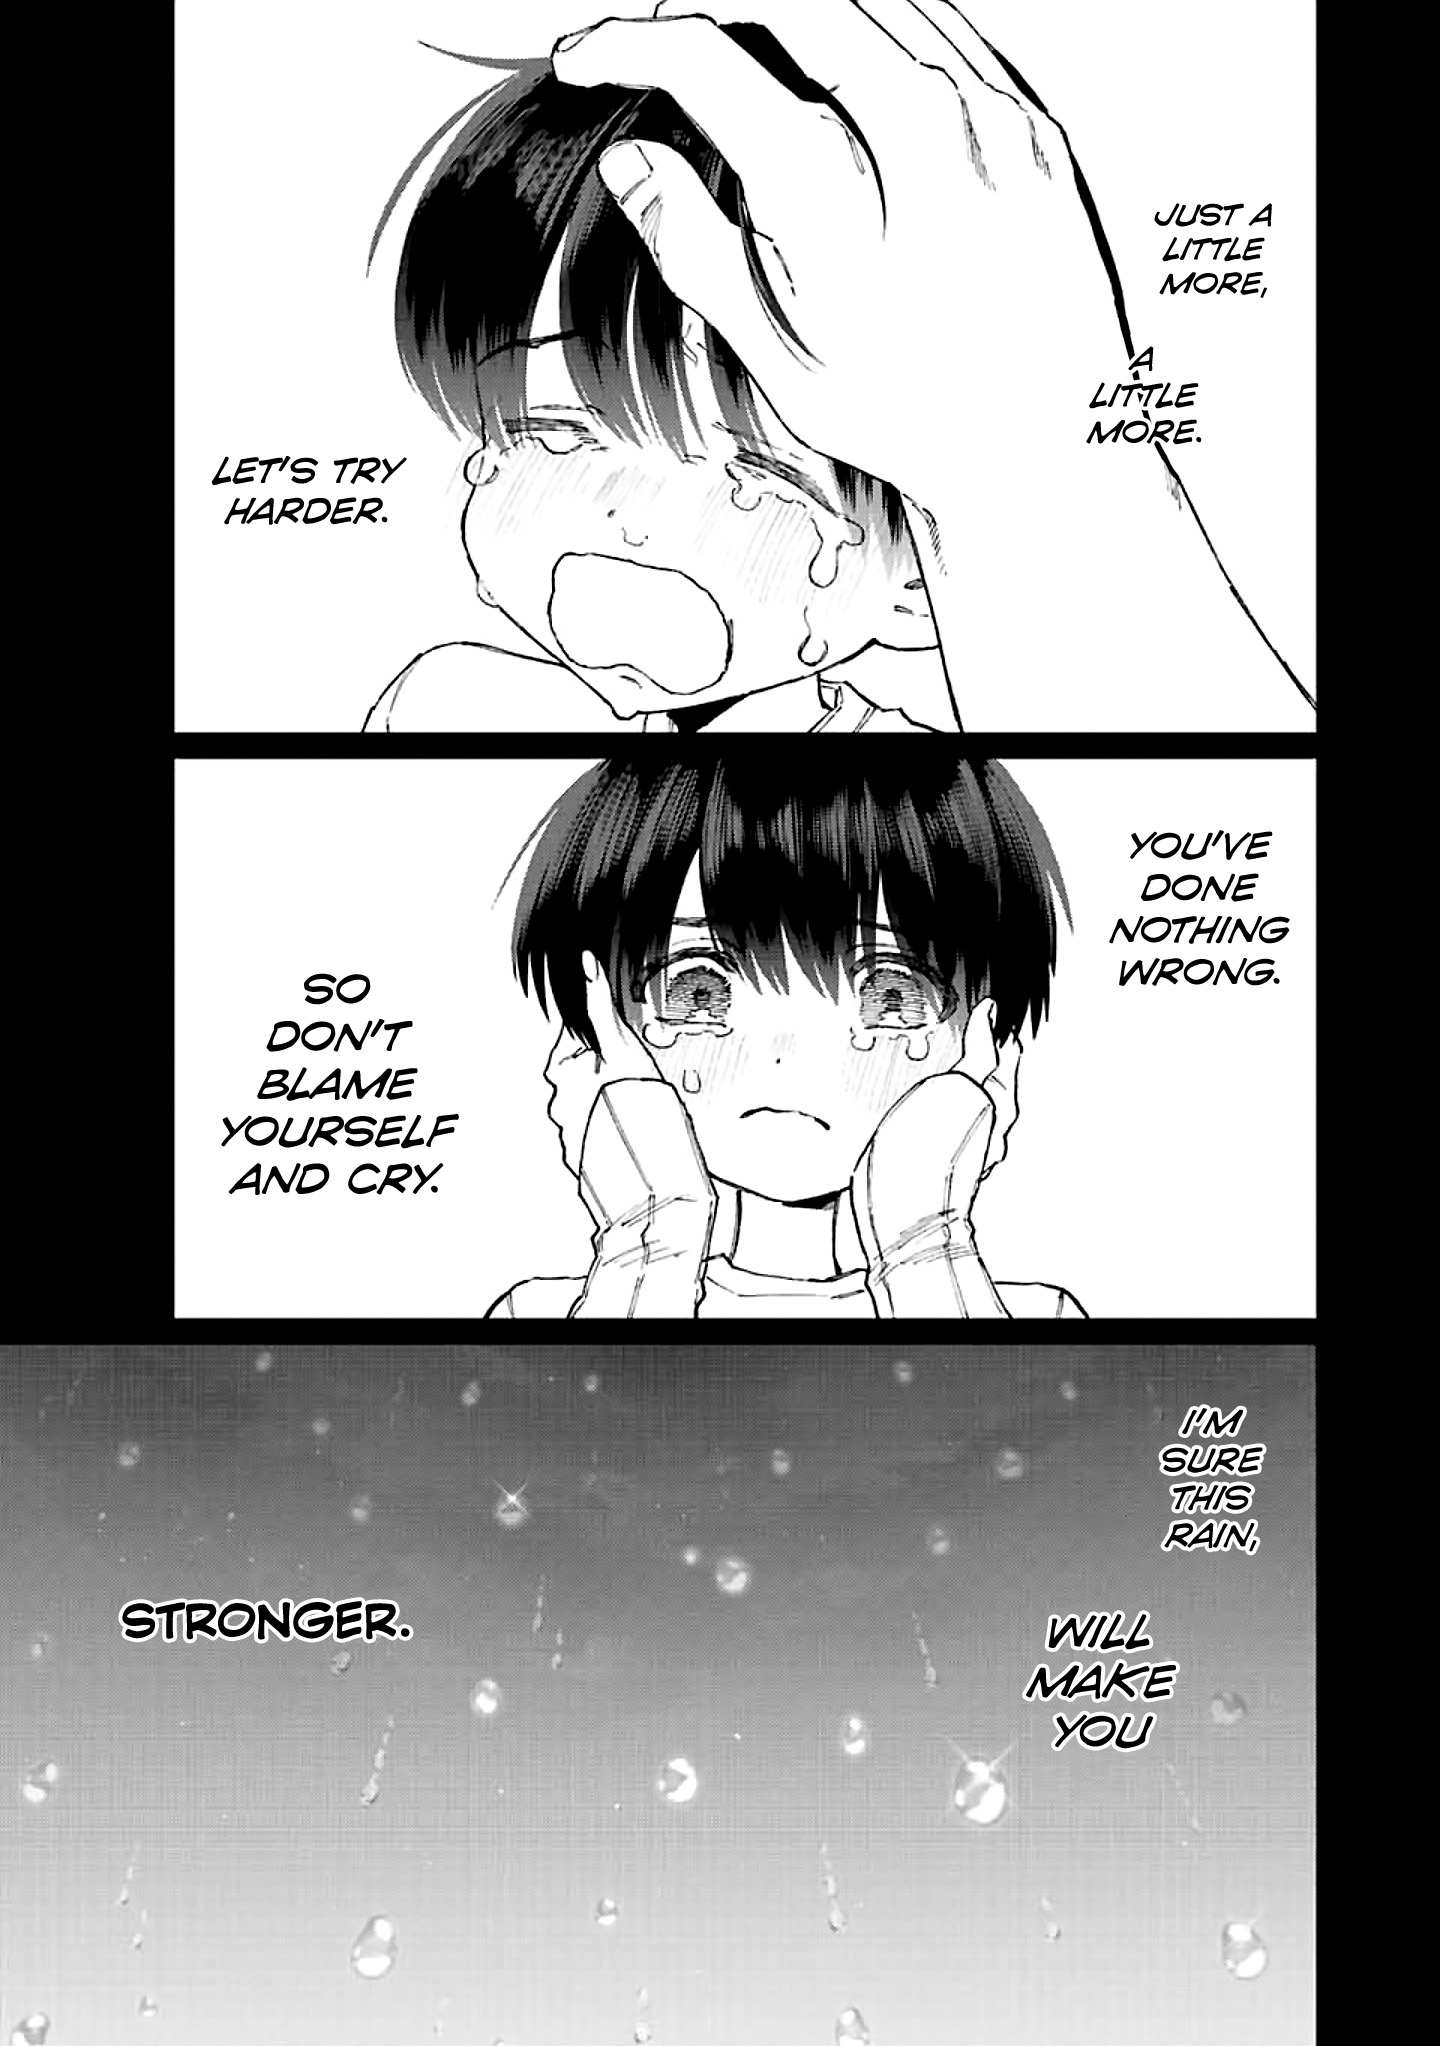 JUST A
LITTLE
MORE,
A
LITTLE
MORE.
LET'S TRY
HARDER.
YOU'VE
DONE
NOTHING
WRONG.
SO
DON'T
BLAME
YOURSELF
AND CRY.
I'M
SURE
THIS
RAIN,
WILL
MAKE
YOU
STRONGER.